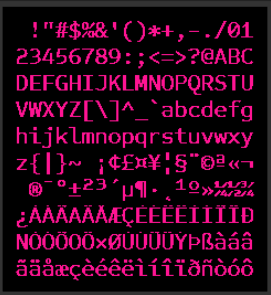 !"#$%&'()*+,-./01
23456789:;<=>?@ABC
DEFGHIJKLMNOPQRSTU
VWXYZ[\]^_`abcdefg
hijklmnopqrstuvwxy
z{|}~ ¡¢£¤¥¦§¨©ª«¬
®¯°±²³´µ¶·¸¹º»¼½¾
¿ÀÁÂÃÄÅÆÇÈÉÊËÌÍÎÏÐ
ÑÒÓÔÕÖ×ØÙÚÛÜÝÞßàáâ
ãäåæçèéêëìíîïðñòóô